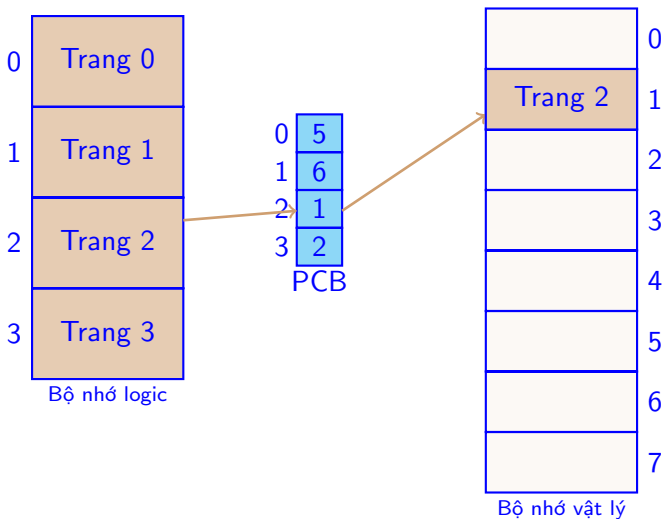 0 Trang 0
1 Trang 1
2 Trang 2
3 Trang 3
Bộ nhớ logic
0 5
1 6
2 1
3 2
PCB
0
Trang 2 1
2
3
4
5
6
7
Bộ nhớ vật lý